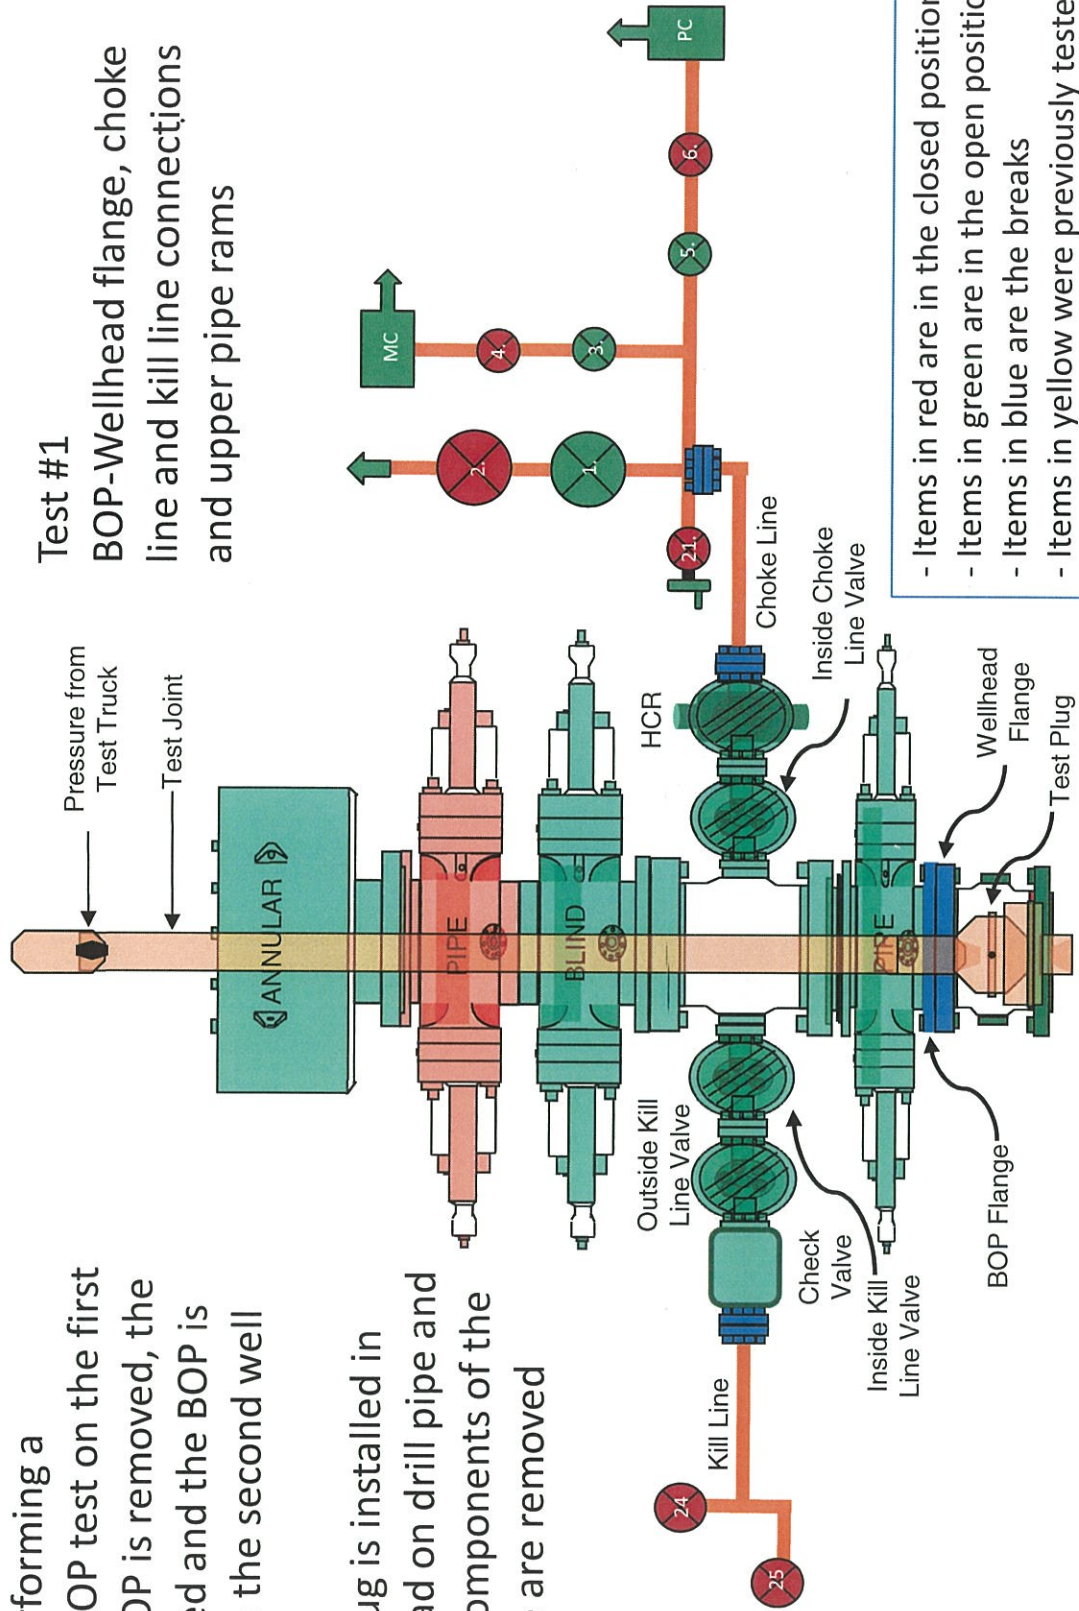 forming a
OP test on the first
OP is removed, the
ed and the BOP is
the second well
ug is installed in
ad on drill pipe and
omponents of the
are removed
Test #1
BOP-Wellhead flange, choke
line and kill line connections
and upper pipe rams
Pressure from
Test Truck
Test Joint
ANNULAR
PIPE
BLIND
PIPE
Outside Kill
Line Valve
Check
Valve
Inside Kill
Line Valve
Kill Line
24
25
BOP Flange
HCR
Choke Line
Inside Choke
Line Valve
Wellhead
Flange
Test Plug
21.
2.
1.
MC
4.
3.
5.
6.
PC
- Items in red are in the closed position
- Items in green are in the open positio
- Items in blue are the breaks
- Items in yellow were previously teste